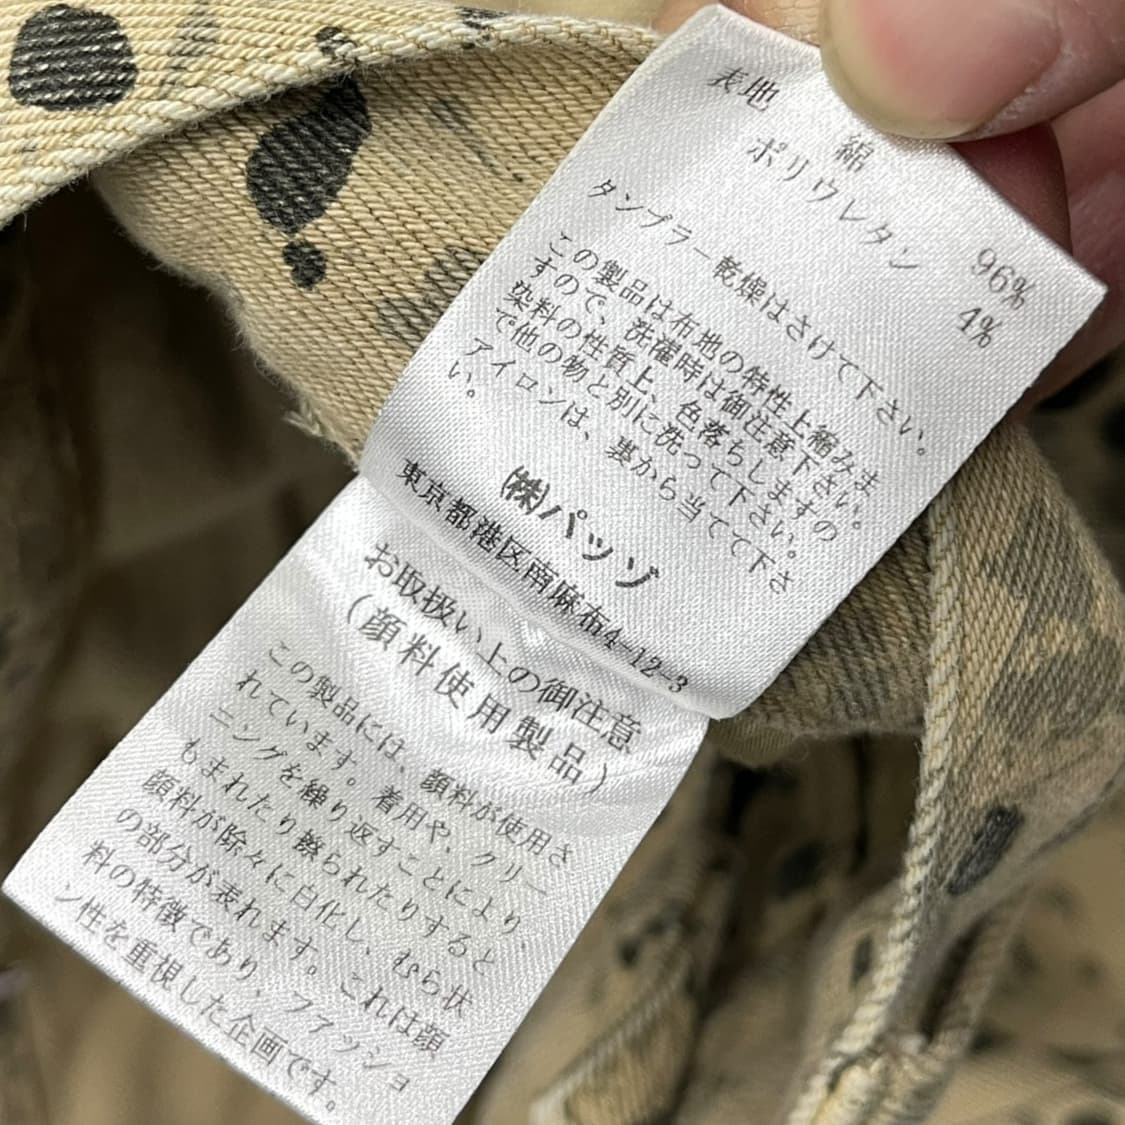 表地 綿 96%
ポリウレタン 4%
タンブラー乾燥はさけて下さい。
この製品は布地の特性上縮みま
すので、洗濯時は御注意下さい。
染料の性質上、色落ちしますの
で他の物と別に洗って下さい。
アイロンは、裏から当てて下さ
い。
㈱パッゾ
東京都港区南麻布4-12-3
お取扱い上の御注意
(顔料使用製品)
この製品には、顔料が使用さ
れています。着用や、クリー
ニングを繰り返すことにより、
もまれたり擦られたりすると
顔料が除々に白化し、むら状
の部分が表れます。これは顔
料の特徴であり、ファッショ
ン性を重視した企画です。